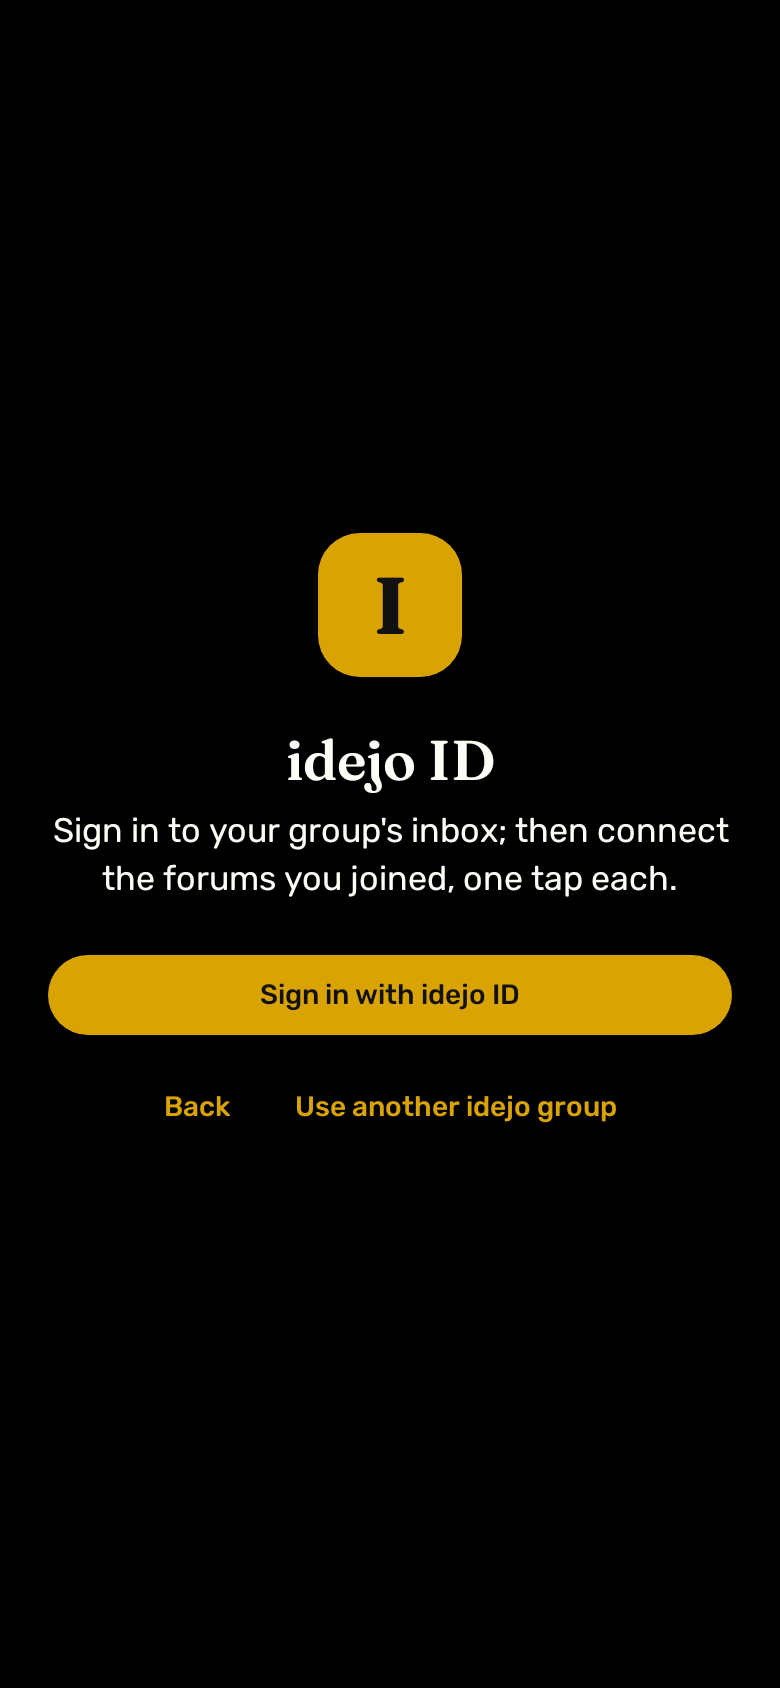 I
idejo ID
Sign in to your group's inbox; then connect
the forums you joined, one tap each.
Sign in with idejo ID
Back
Use another idejo group